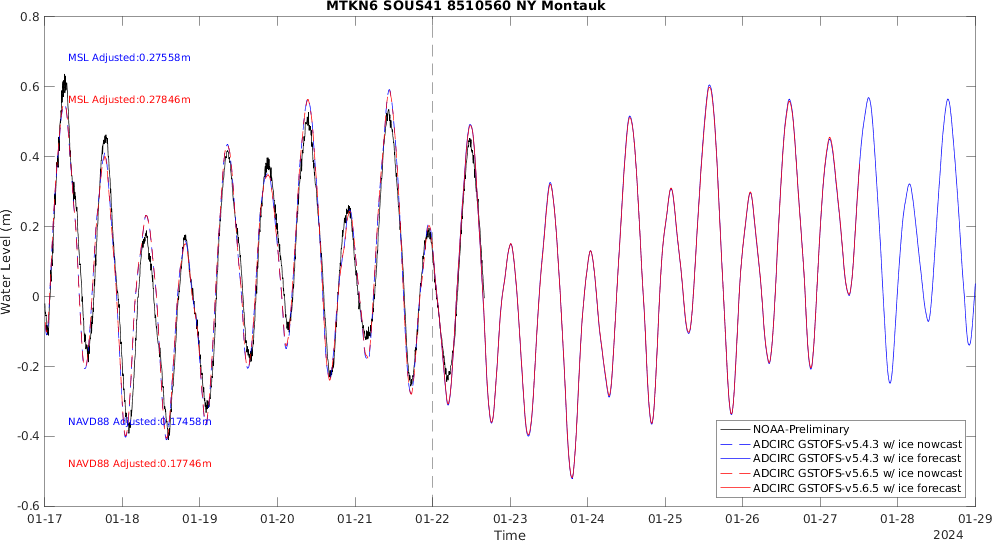 MTKN6 SOUS41 8510560 NY Montauk
0.8
0.6
0.4
0.2
0
-0.2
-0.4
-0.6
Water Level (m)
MSL Adjusted:0.27558m
MSL Adjusted:0.27846m
NAVD88 Adjusted:0.17458m
NAVD88 Adjusted:0.17746m
NOAA-Preliminary
ADCIRC GSTOFS-v5.4.3 w/ ice nowcast
ADCIRC GSTOFS-v5.4.3 w/ ice forecast
ADCIRC GSTOFS-v5.6.5 w/ ice nowcast
ADCIRC GSTOFS-v5.6.5 w/ ice forecast
01-17 01-18 01-19 01-20 01-21 01-22 01-23 01-24 01-25 01-26 01-27 01-28 01-29
Time
2024